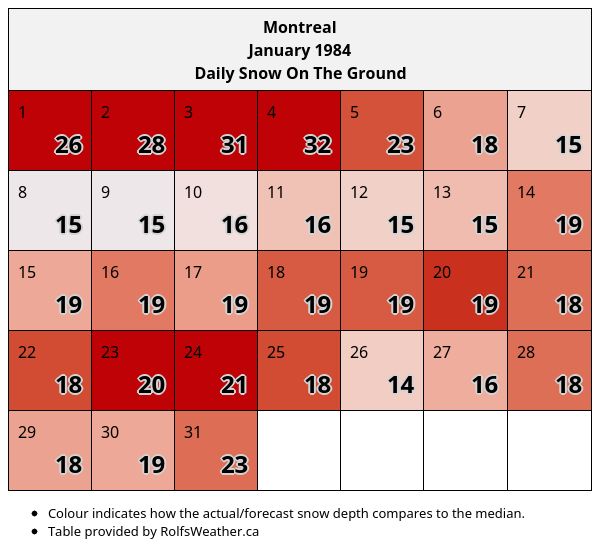 Montreal
January 1984
Daily Snow On The Ground
1 2 3 4 5 6 7
26 28 31 32 23 18 15
8 9 10 11 12 13 14
15 15 16 16 15 15 19
15 16 17 18 19 20 21
19 19 19 19 19 19 18
22 23 24 25 26 27 28
18 20 21 18 14 16 18
29 30 31
18 19 23
• Colour indicates how the actual/forecast snow depth compares to the median.
• Table provided by RolfsWeather.ca